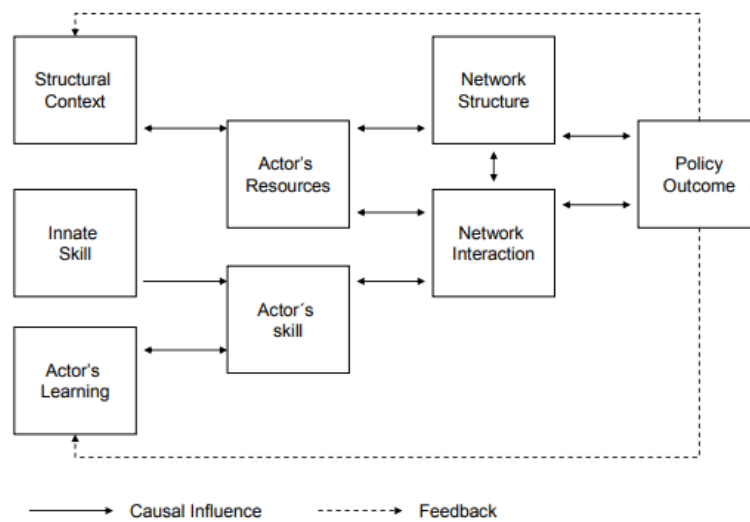 Structural
Context
Network
Structure
Actor's
Resources
Policy
Outcome
Innate
Skill
Network
Interaction
Actor´s
skill
Actor's
Learning
Causal Influence
Feedback